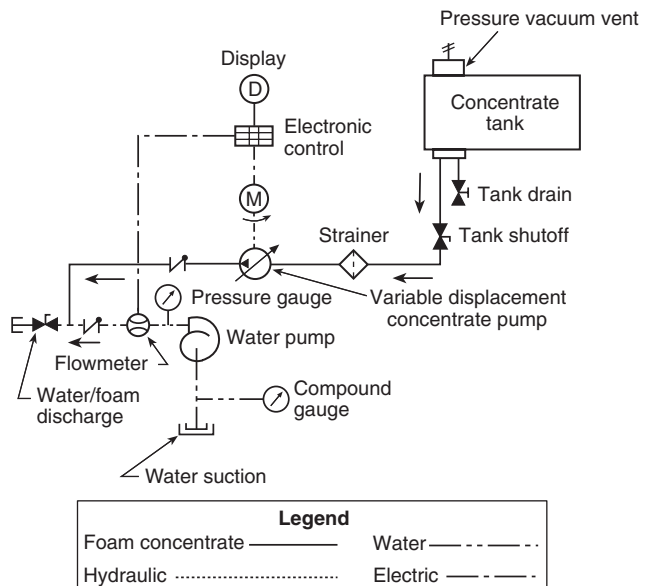 Pressure vacuum vent
Display
D
Concentrate
tank
Electronic
control
M
Tank drain
Strainer
Tank shutoff
Pressure gauge
Variable displacement
concentrate pump
Water pump
Flowmeter
Water/foam
discharge
Compound
gauge
Water suction
Legend
Foam concentrate
Water
Hydraulic
Electric